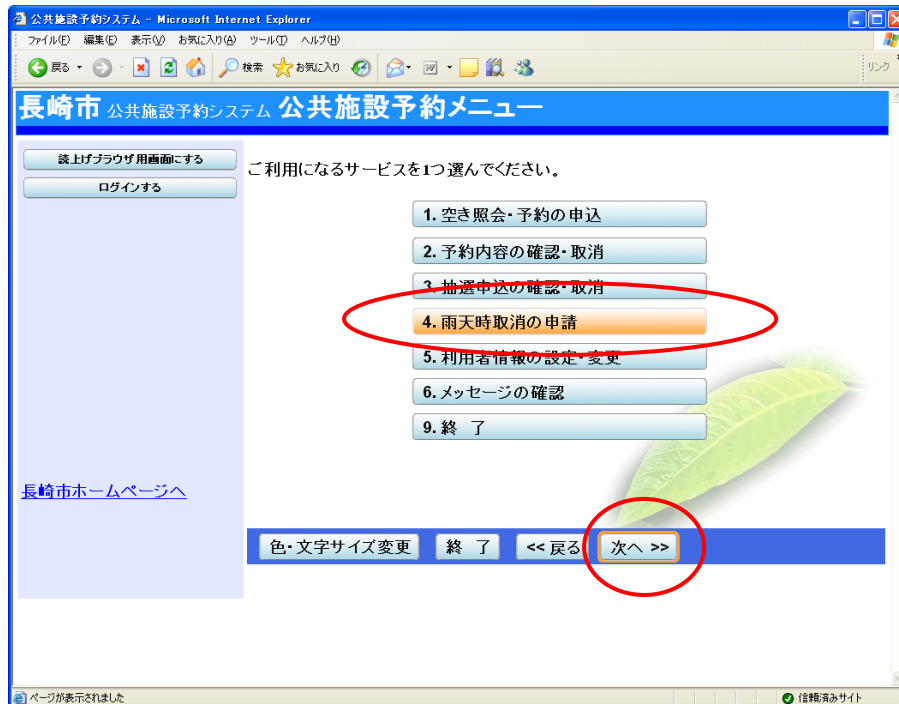 公共施設予約システム - Microsoft Internet Explorer
ファイル(F) 編集(E) 表示(V) お気に入り(A) ツール(T) ヘルプ(H)
戻る 検索 お気に入り リンク
長崎市 公共施設予約システム 公共施設予約メニュー
読上げブラウザ用画面にする
ログインする
ご利用になるサービスを1つ選んでください。
1. 空き照会・予約の申込
2. 予約内容の確認・取消
3. 抽選申込の確認・取消
4. 雨天時取消の申請
5. 利用者情報の設定・変更
6. メッセージの確認
9. 終 了
長崎市ホームページへ
色・文字サイズ変更 終 了 << 戻る 次へ >>
ページが表示されました 信頼済みサイト